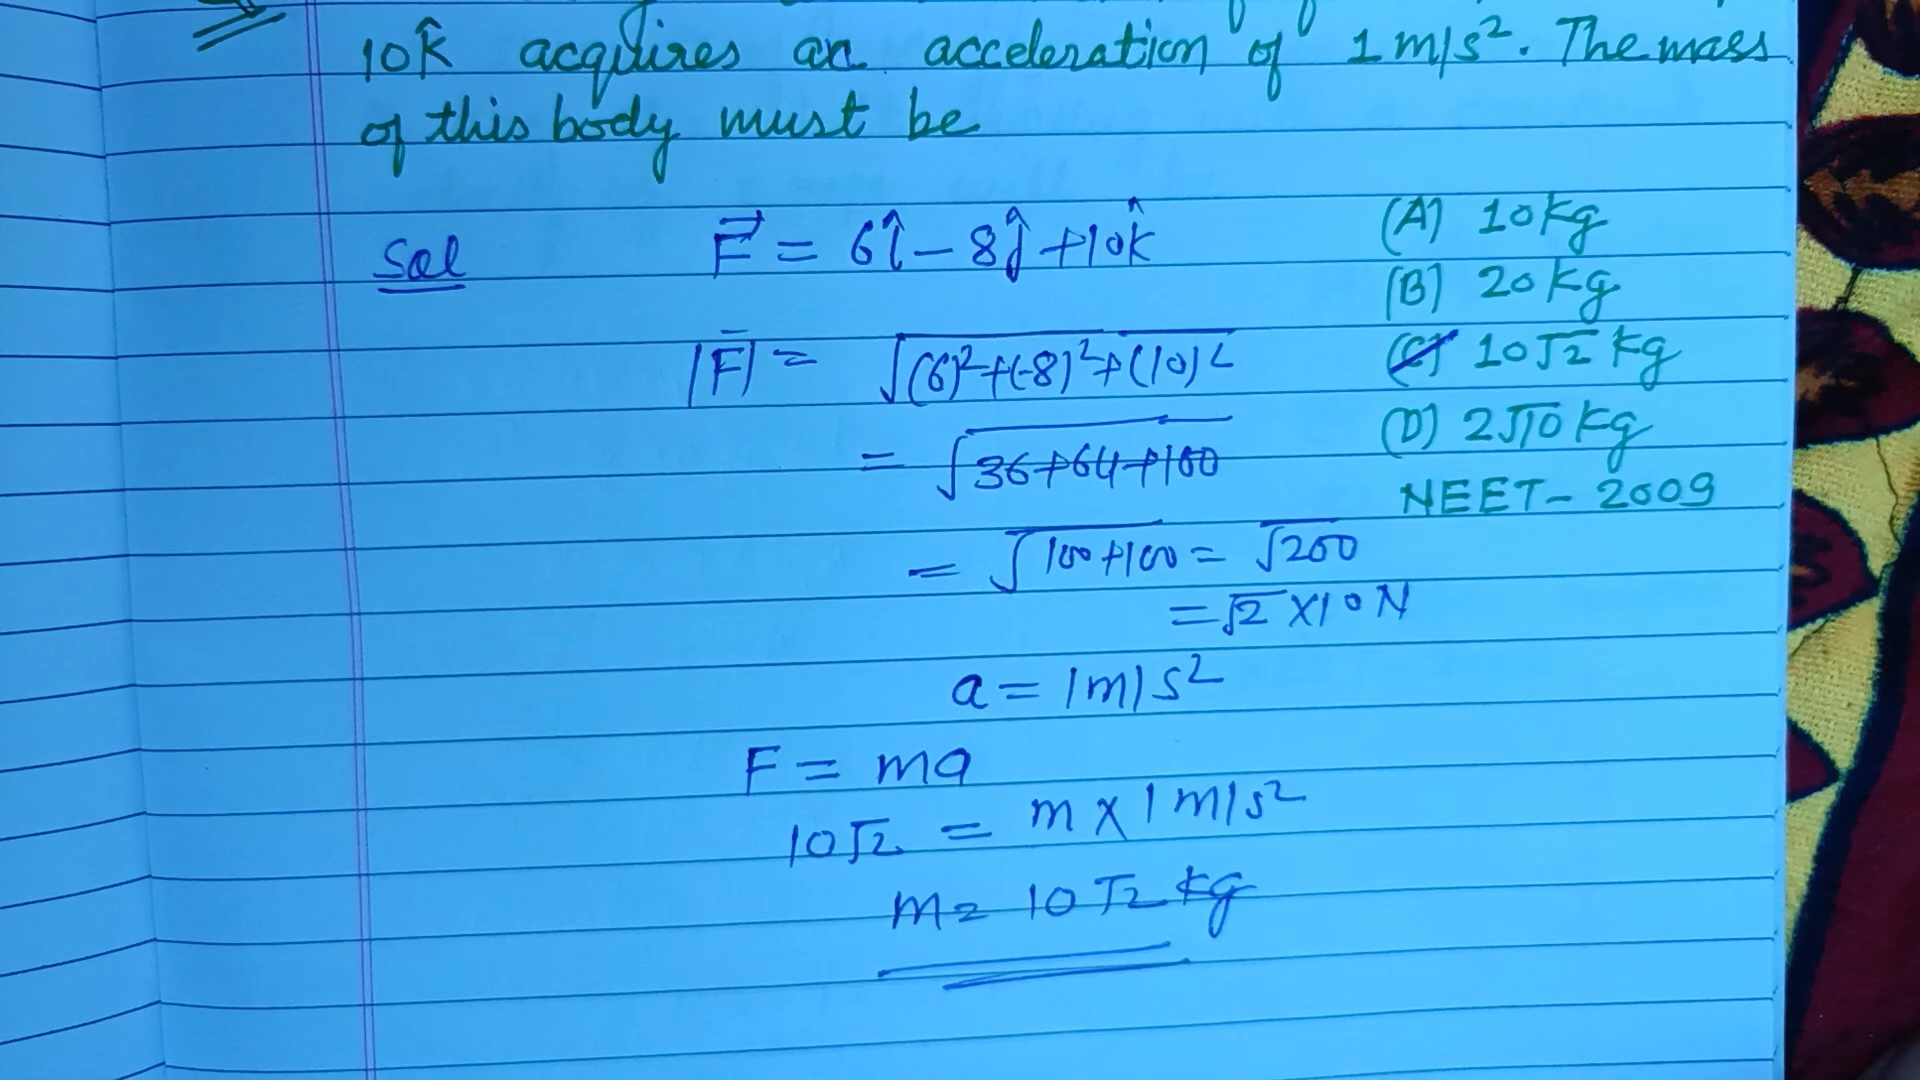 10k̂ acquires an acceleration of 1 m/s². The mass
of this body must be
Sol
F⃗ = 6î - 8ĵ + 10k̂
(A) 10 kg
(B) 20 kg
|F̄| = √(6)²+(-8)²+(10)²
(C) 10√2 kg
= √36+64+100
(D) 2√10 kg
NEET- 2009
= √100+100 = √200
= √2 X10 N
a = 1m/s²
F = ma
10√2 = m X 1 m/s²
m = 10√2 kg